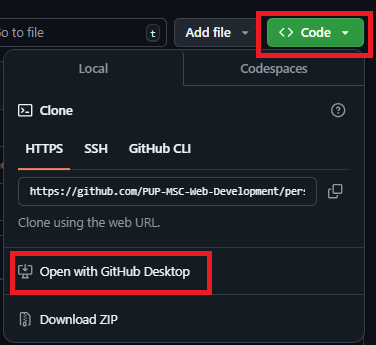 o to file
t
Add file
Code
Local
Codespaces
Clone
HTTPS SSH GitHub CLI
https://github.com/PUP-MSC-Web-Development/per
Clone using the web URL.
Open with GitHub Desktop
Download ZIP